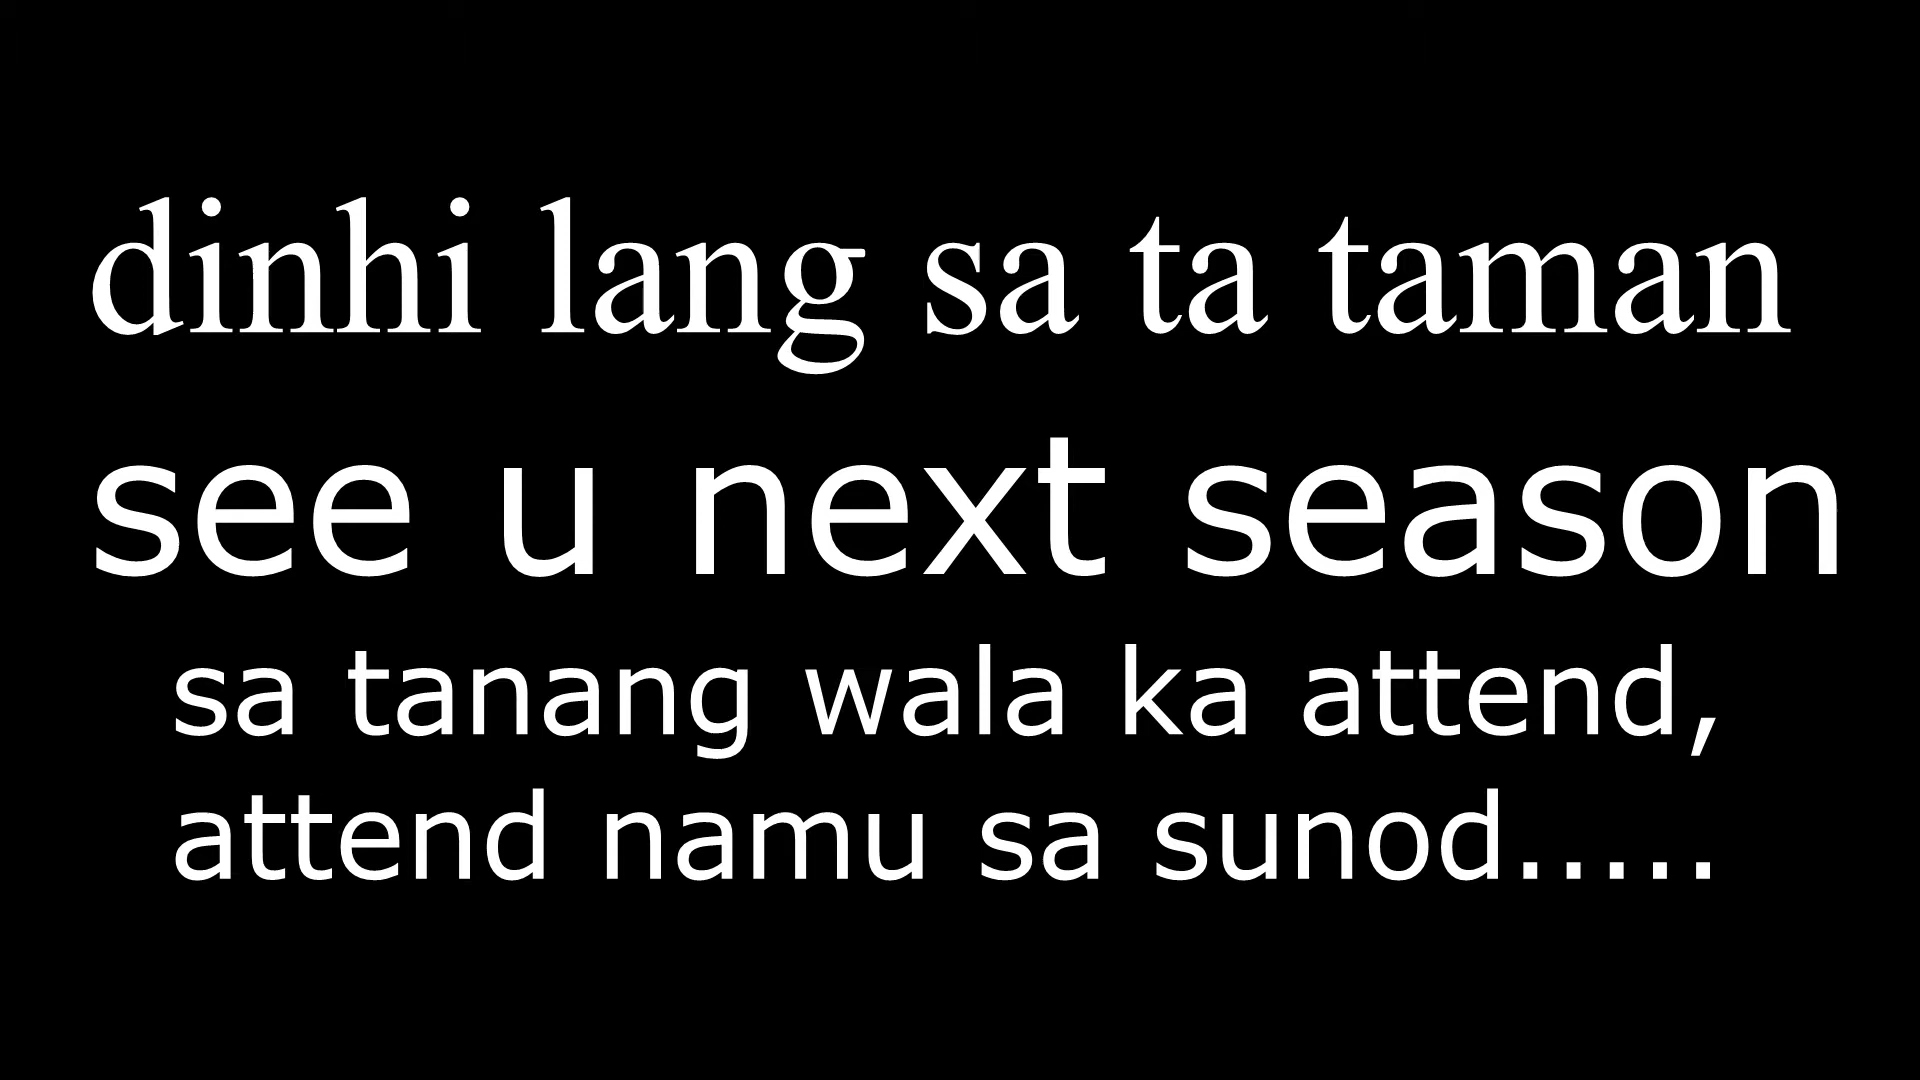 dinhi lang sa ta taman
see u next season
sa tanang wala ka attend,
attend namu sa sunod.....